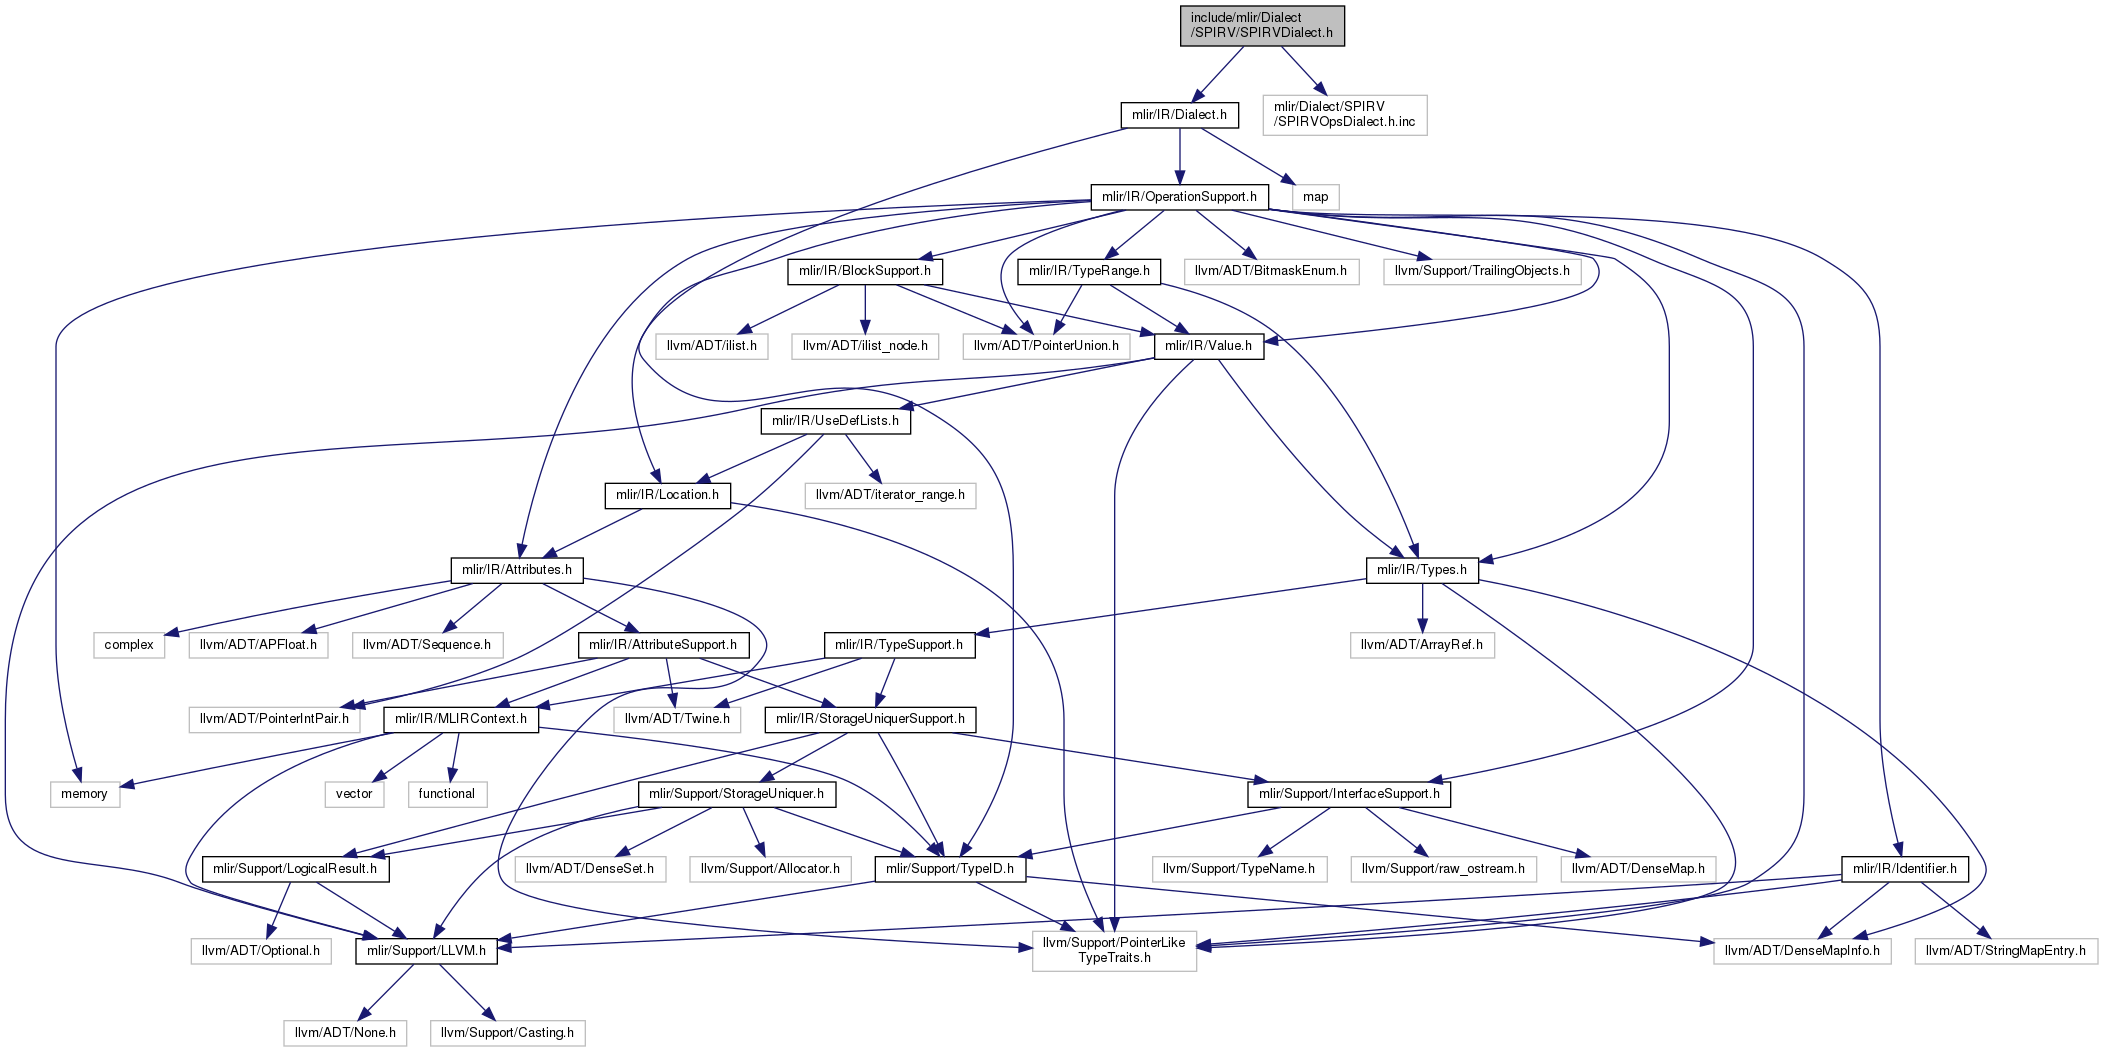 include/mlir/Dialect
/SPIRV/SPIRVDialect.h
mlir/IR/Dialect.h
mlir/Dialect/SPIRV
/SPIRVOpsDialect.h.inc
mlir/IR/OperationSupport.h
map
mlir/IR/BlockSupport.h
mlir/IR/TypeRange.h
llvm/ADT/BitmaskEnum.h
llvm/Support/TrailingObjects.h
llvm/ADT/ilist.h
llvm/ADT/ilist_node.h
llvm/ADT/PointerUnion.h
mlir/IR/Value.h
mlir/IR/UseDefLists.h
mlir/IR/Location.h
llvm/ADT/iterator_range.h
mlir/IR/Attributes.h
mlir/IR/Types.h
complex
llvm/ADT/APFloat.h
llvm/ADT/Sequence.h
mlir/IR/AttributeSupport.h
mlir/IR/TypeSupport.h
llvm/ADT/ArrayRef.h
llvm/ADT/PointerIntPair.h
mlir/IR/MLIRContext.h
llvm/ADT/Twine.h
mlir/IR/StorageUniquerSupport.h
memory
vector
functional
mlir/Support/StorageUniquer.h
mlir/Support/InterfaceSupport.h
mlir/Support/LogicalResult.h
llvm/ADT/DenseSet.h
llvm/Support/Allocator.h
mlir/Support/TypeID.h
llvm/Support/TypeName.h
llvm/Support/raw_ostream.h
llvm/ADT/DenseMap.h
mlir/IR/Identifier.h
llvm/ADT/Optional.h
mlir/Support/LLVM.h
llvm/Support/PointerLike
TypeTraits.h
llvm/ADT/DenseMapInfo.h
llvm/ADT/StringMapEntry.h
llvm/ADT/None.h
llvm/Support/Casting.h